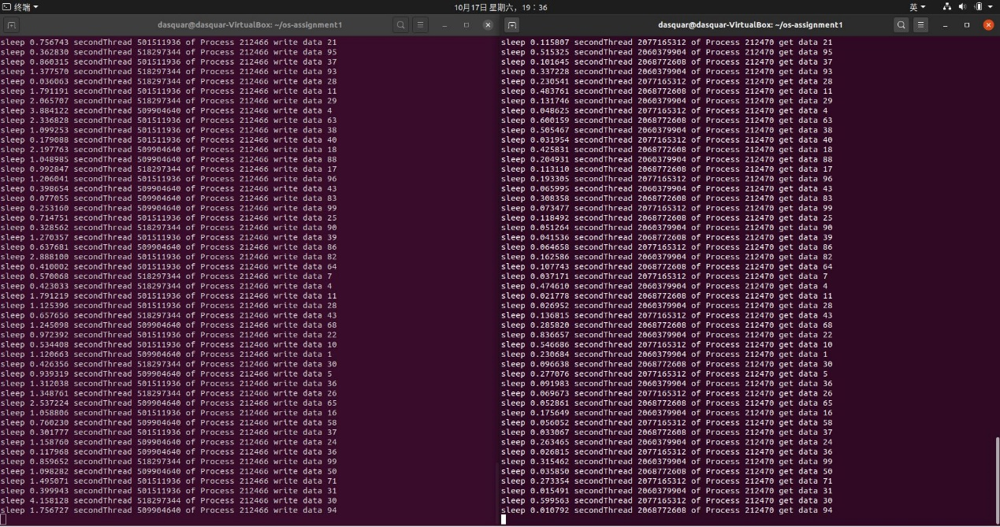 终端
10月17日 星期六，19：36
英
dasquar@dasquar-VirtualBox: ~/os-assignment1
sleep 0.756743 secondThread 501511936 of Process 212466 write data 21
sleep 0.362830 secondThread 518297344 of Process 212466 write data 95
sleep 0.860315 secondThread 501511936 of Process 212466 write data 37
sleep 1.377570 secondThread 518297344 of Process 212466 write data 93
sleep 0.036063 secondThread 518297344 of Process 212466 write data 28
sleep 1.791191 secondThread 501511936 of Process 212466 write data 11
sleep 2.065707 secondThread 518297344 of Process 212466 write data 29
sleep 3.884122 secondThread 509904640 of Process 212466 write data 4
sleep 2.336828 secondThread 501511936 of Process 212466 write data 63
sleep 1.099253 secondThread 501511936 of Process 212466 write data 38
sleep 0.179088 secondThread 501511936 of Process 212466 write data 40
sleep 2.197763 secondThread 509904640 of Process 212466 write data 18
sleep 1.048985 secondThread 509904640 of Process 212466 write data 88
sleep 0.992847 secondThread 518297344 of Process 212466 write data 17
sleep 1.206041 secondThread 501511936 of Process 212466 write data 96
sleep 0.398654 secondThread 509904640 of Process 212466 write data 43
sleep 0.077055 secondThread 509904640 of Process 212466 write data 83
sleep 0.253160 secondThread 509904640 of Process 212466 write data 99
sleep 0.714751 secondThread 501511936 of Process 212466 write data 25
sleep 0.328562 secondThread 518297344 of Process 212466 write data 90
sleep 1.270357 secondThread 501511936 of Process 212466 write data 39
sleep 0.637681 secondThread 509904640 of Process 212466 write data 86
sleep 2.888100 secondThread 501511936 of Process 212466 write data 82
sleep 0.410002 secondThread 501511936 of Process 212466 write data 64
sleep 0.570068 secondThread 518297344 of Process 212466 write data 7
sleep 0.423033 secondThread 518297344 of Process 212466 write data 4
sleep 1.791219 secondThread 501511936 of Process 212466 write data 11
sleep 1.125396 secondThread 501511936 of Process 212466 write data 28
sleep 0.657656 secondThread 518297344 of Process 212466 write data 43
sleep 1.245098 secondThread 509904640 of Process 212466 write data 68
sleep 0.972392 secondThread 509904640 of Process 212466 write data 22
sleep 0.534408 secondThread 501511936 of Process 212466 write data 10
sleep 1.120663 secondThread 509904640 of Process 212466 write data 1
sleep 0.426356 secondThread 518297344 of Process 212466 write data 30
sleep 0.939319 secondThread 509904640 of Process 212466 write data 5
sleep 1.312038 secondThread 501511936 of Process 212466 write data 36
sleep 1.348761 secondThread 518297344 of Process 212466 write data 26
sleep 2.537224 secondThread 509904640 of Process 212466 write data 65
sleep 1.058806 secondThread 501511936 of Process 212466 write data 16
sleep 0.760230 secondThread 509904640 of Process 212466 write data 58
sleep 0.301777 secondThread 501511936 of Process 212466 write data 37
sleep 1.158760 secondThread 509904640 of Process 212466 write data 24
sleep 0.117968 secondThread 509904640 of Process 212466 write data 36
sleep 0.859652 secondThread 518297344 of Process 212466 write data 99
sleep 1.098282 secondThread 509904640 of Process 212466 write data 50
sleep 1.495071 secondThread 501511936 of Process 212466 write data 71
sleep 0.399943 secondThread 501511936 of Process 212466 write data 31
sleep 4.158128 secondThread 518297344 of Process 212466 write data 30
sleep 1.756727 secondThread 509904640 of Process 212466 write data 94
dasquar@dasquar-VirtualBox: ~/os-assignment1
sleep 0.115807 secondThread 2077165312 of Process 212470 get data 21
sleep 0.515325 secondThread 2060379904 of Process 212470 get data 95
sleep 0.101645 secondThread 2068772608 of Process 212470 get data 37
sleep 0.337228 secondThread 2060379904 of Process 212470 get data 93
sleep 0.230541 secondThread 2077165312 of Process 212470 get data 28
sleep 0.483761 secondThread 2068772608 of Process 212470 get data 11
sleep 0.131746 secondThread 2060379904 of Process 212470 get data 29
sleep 0.048625 secondThread 2077165312 of Process 212470 get data 4
sleep 0.600159 secondThread 2068772608 of Process 212470 get data 63
sleep 0.505467 secondThread 2060379904 of Process 212470 get data 38
sleep 0.031954 secondThread 2077165312 of Process 212470 get data 40
sleep 0.425831 secondThread 2068772608 of Process 212470 get data 18
sleep 0.204931 secondThread 2060379904 of Process 212470 get data 88
sleep 0.113110 secondThread 2068772608 of Process 212470 get data 17
sleep 0.193305 secondThread 2077165312 of Process 212470 get data 96
sleep 0.065995 secondThread 2060379904 of Process 212470 get data 43
sleep 0.308358 secondThread 2068772608 of Process 212470 get data 83
sleep 0.073477 secondThread 2077165312 of Process 212470 get data 99
sleep 0.118492 secondThread 2068772608 of Process 212470 get data 25
sleep 0.051264 secondThread 2060379904 of Process 212470 get data 90
sleep 0.041536 secondThread 2077165312 of Process 212470 get data 39
sleep 0.064658 secondThread 2068772608 of Process 212470 get data 86
sleep 0.162586 secondThread 2060379904 of Process 212470 get data 82
sleep 0.107743 secondThread 2068772608 of Process 212470 get data 64
sleep 0.037171 secondThread 2077165312 of Process 212470 get data 7
sleep 0.474610 secondThread 2060379904 of Process 212470 get data 4
sleep 0.021778 secondThread 2068772608 of Process 212470 get data 11
sleep 0.026952 secondThread 2060379904 of Process 212470 get data 28
sleep 0.136815 secondThread 2077165312 of Process 212470 get data 43
sleep 0.285820 secondThread 2068772608 of Process 212470 get data 68
sleep 0.836657 secondThread 2060379904 of Process 212470 get data 22
sleep 0.546686 secondThread 2077165312 of Process 212470 get data 10
sleep 0.230684 secondThread 2060379904 of Process 212470 get data 1
sleep 0.096638 secondThread 2068772608 of Process 212470 get data 30
sleep 0.277076 secondThread 2068772608 of Process 212470 get data 5
sleep 0.091983 secondThread 2060379904 of Process 212470 get data 36
sleep 0.069673 secondThread 2077165312 of Process 212470 get data 26
sleep 0.052861 secondThread 2068772608 of Process 212470 get data 65
sleep 0.175649 secondThread 2060379904 of Process 212470 get data 16
sleep 0.056052 secondThread 2077165312 of Process 212470 get data 58
sleep 0.033067 secondThread 2068772608 of Process 212470 get data 37
sleep 0.263465 secondThread 2060379904 of Process 212470 get data 24
sleep 0.026815 secondThread 2077165312 of Process 212470 get data 36
sleep 0.315462 secondThread 2068772608 of Process 212470 get data 99
sleep 0.035850 secondThread 2060379904 of Process 212470 get data 50
sleep 0.273354 secondThread 2077165312 of Process 212470 get data 71
sleep 0.015491 secondThread 2060379904 of Process 212470 get data 31
sleep 0.599563 secondThread 2077165312 of Process 212470 get data 30
sleep 0.010792 secondThread 2068772608 of Process 212470 get data 94